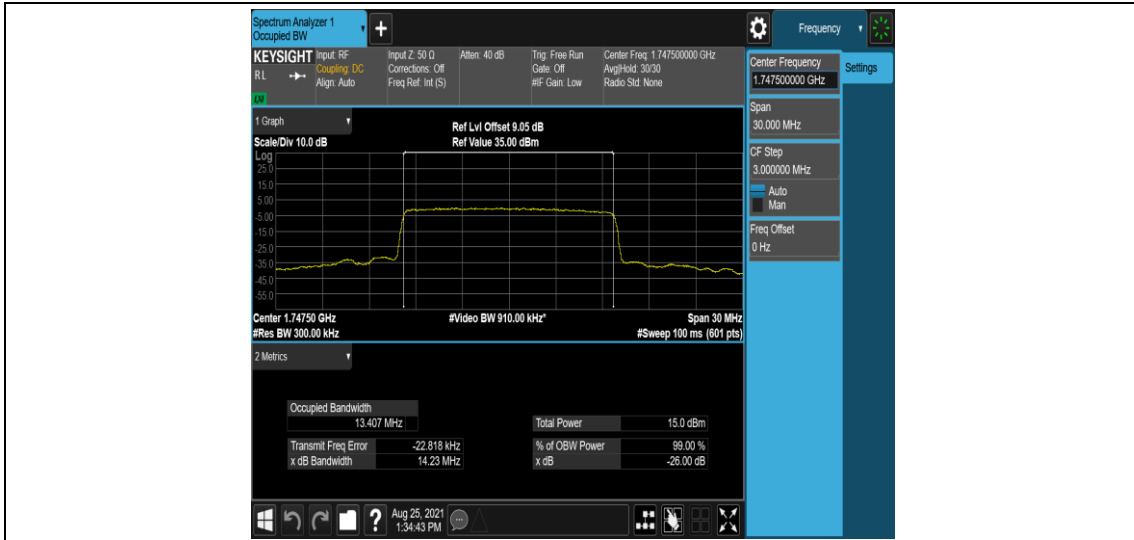 Spectrum Analyzer 1
Occupied BW
+
Frequency
KEYSIGHT
RL
LXI
Input: RF
Coupling: DC
Align: Auto
Input Z: 50 Ω
Corrections: Off
Freq Ref: Int (S)
Atten: 40 dB
Trig: Free Run
Gate: Off
#IF Gain: Low
Center Freq: 1.747500000 GHz
Avg|Hold: 30/30
Radio Std: None
Center Frequency
1.747500000 GHz
Settings
Span
30.000 MHz
CF Step
3.000000 MHz
Auto
Man
Freq Offset
0 Hz
1 Graph
Ref Lvl Offset 9.05 dB
Scale/Div 10.0 dB
Ref Value 35.00 dBm
Log
25.0
15.0
5.00
-5.00
-15.0
-25.0
-35.0
-45.0
-55.0
Center 1.74750 GHz
#Video BW 910.00 kHz*
Span 30 MHz
#Res BW 300.00 kHz
#Sweep 100 ms (601 pts)
2 Metrics
Occupied Bandwidth
13.407 MHz
Total Power 15.0 dBm
Transmit Freq Error -22.818 kHz
% of OBW Power 99.00 %
x dB Bandwidth 14.23 MHz
x dB -26.00 dB
?
Aug 25, 2021
1:34:43 PM